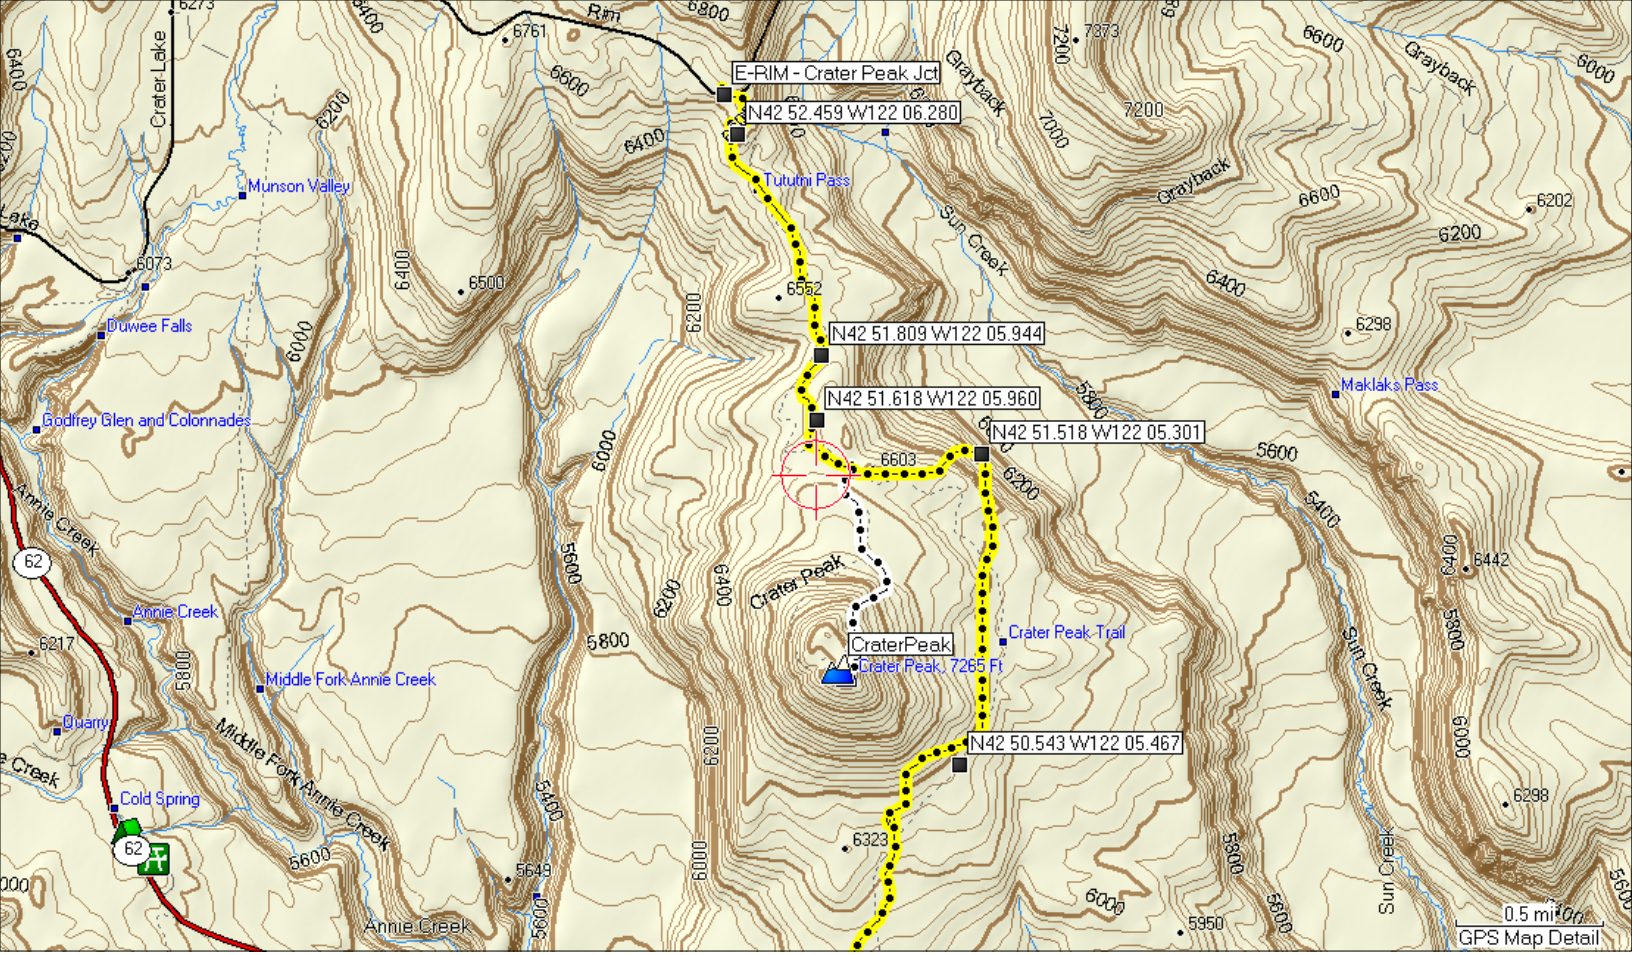 6273
6400
6800
Rim
6761
7373
7200
6600
Grayback
6000
6400
Crater Lake
6600
E-RIM - Crater Peak Jct
Grayback
6200
N42 52.459 W122 06.280
7200
7000
6400
Grayback
Munson Valley
Tututni Pass
6600
6202
Lake
Sun Creek
6200
6073
6400
6500
6552
6400
6200
Duwee Falls
6000
N42 51.809 W122 05.944
6298
Maklaks Pass
N42 51.618 W122 05.960
5800
Godfrey Glen and Colonnades
N42 51.518 W122 05.301
6000
6603
5600
6200
Annie Creek
5400
62
5600
Crater Peak
6400
6442
6200
6400
Annie Creek
5800
6217
5800
CraterPeak
Crater Peak Trail
5800
Crater Peak, 7265 Ft
Sun Creek
Middle Fork Annie Creek
Quarry
Middle Fork Annie Creek
6200
N42 50.543 W122 05.467
6000
e Creek
Cold Spring
5400
6298
62
5600
6000
6323
5800
Sun Creek
5649
5600
000
6000
5600
5600
Annie Creek
5950
0.5 mi
GPS Map Detail